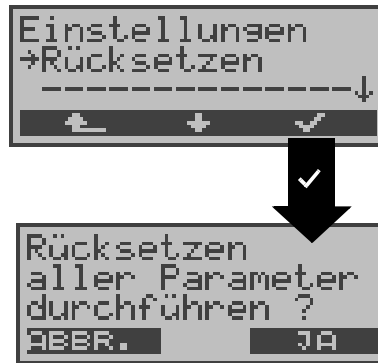 Einstellungen
→Rücksetzen
--------------↓
Rücksetzen
aller Parameter
durchführen ?
ABBR. JA